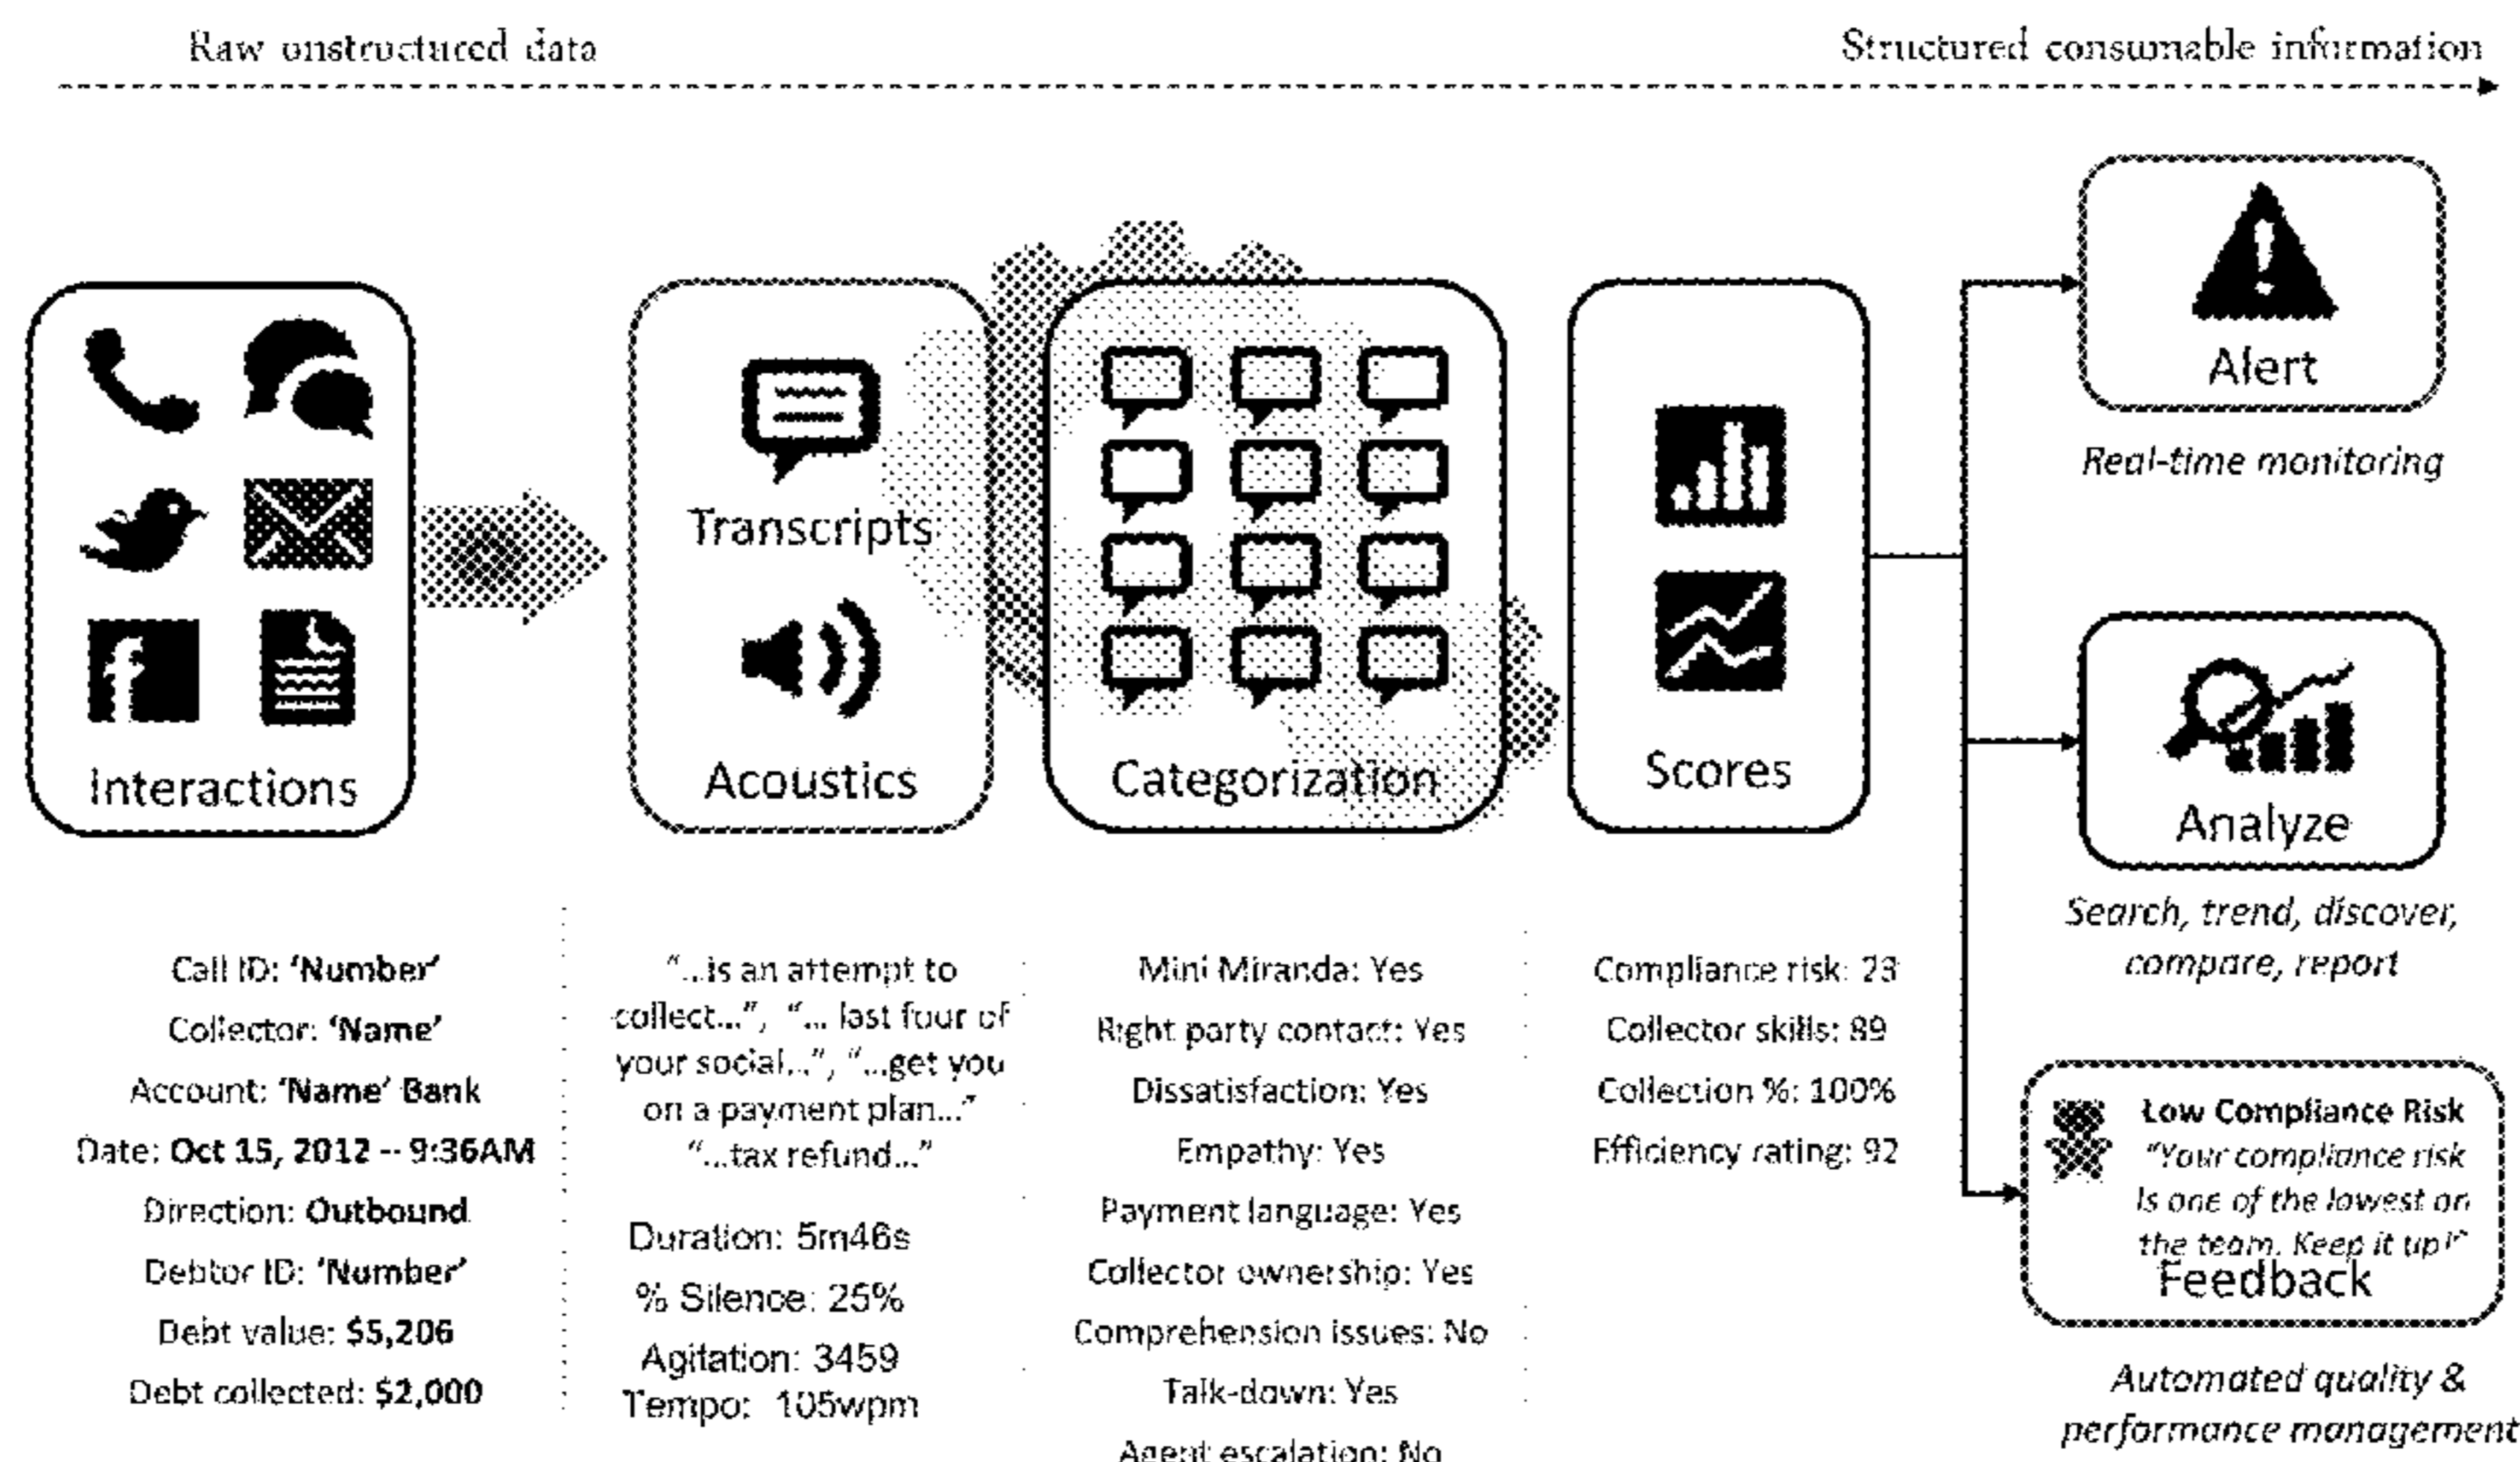 Raw unstructured data
Structured consumable information
Interactions
Transcripts
Acoustics
Categorization
Scores
Alert
Real-time monitoring
Analyze
Search, trend, discover,
compare, report
Low Compliance Risk
"Your compliance risk
is one of the lowest on
the team. Keep it up!"
Feedback
Automated quality &
performance management
Call ID: 'Number'
Collector: 'Name'
Account: 'Name' Bank
Date: Oct 15, 2012 -- 9:36AM
Direction: Outbound
Debtor ID: 'Number'
Debt value: $5,206
Debt collected: $2,000
"...is an attempt to
collect...", "... last four of
your social...", "...get you
on a payment plan..."
"...tax refund..."
Duration: 5m46s
% Silence: 25%
Agitation: 3459
Tempo: 105wpm
Mini Miranda: Yes
Right party contact: Yes
Dissatisfaction: Yes
Empathy: Yes
Payment language: Yes
Collector ownership: Yes
Comprehension issues: No
Talk-down: Yes
Agent escalation: No
Compliance risk: 23
Collector skills: 89
Collection %: 100%
Efficiency rating: 92